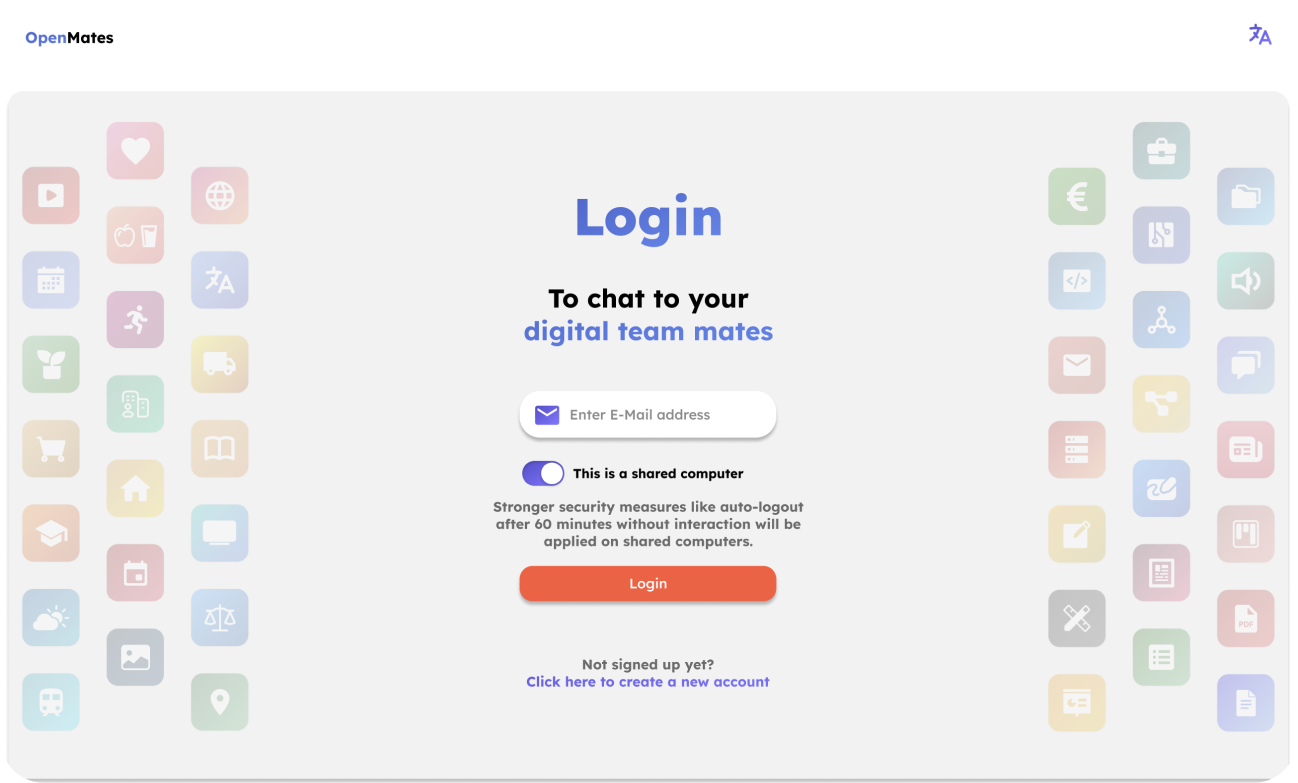 OpenMates
Login
To chat to your
digital team mates
Enter E-Mail address
This is a shared computer
Stronger security measures like auto-logout
after 60 minutes without interaction will be
applied on shared computers.
Login
Not signed up yet?
Click here to create a new account
PDF